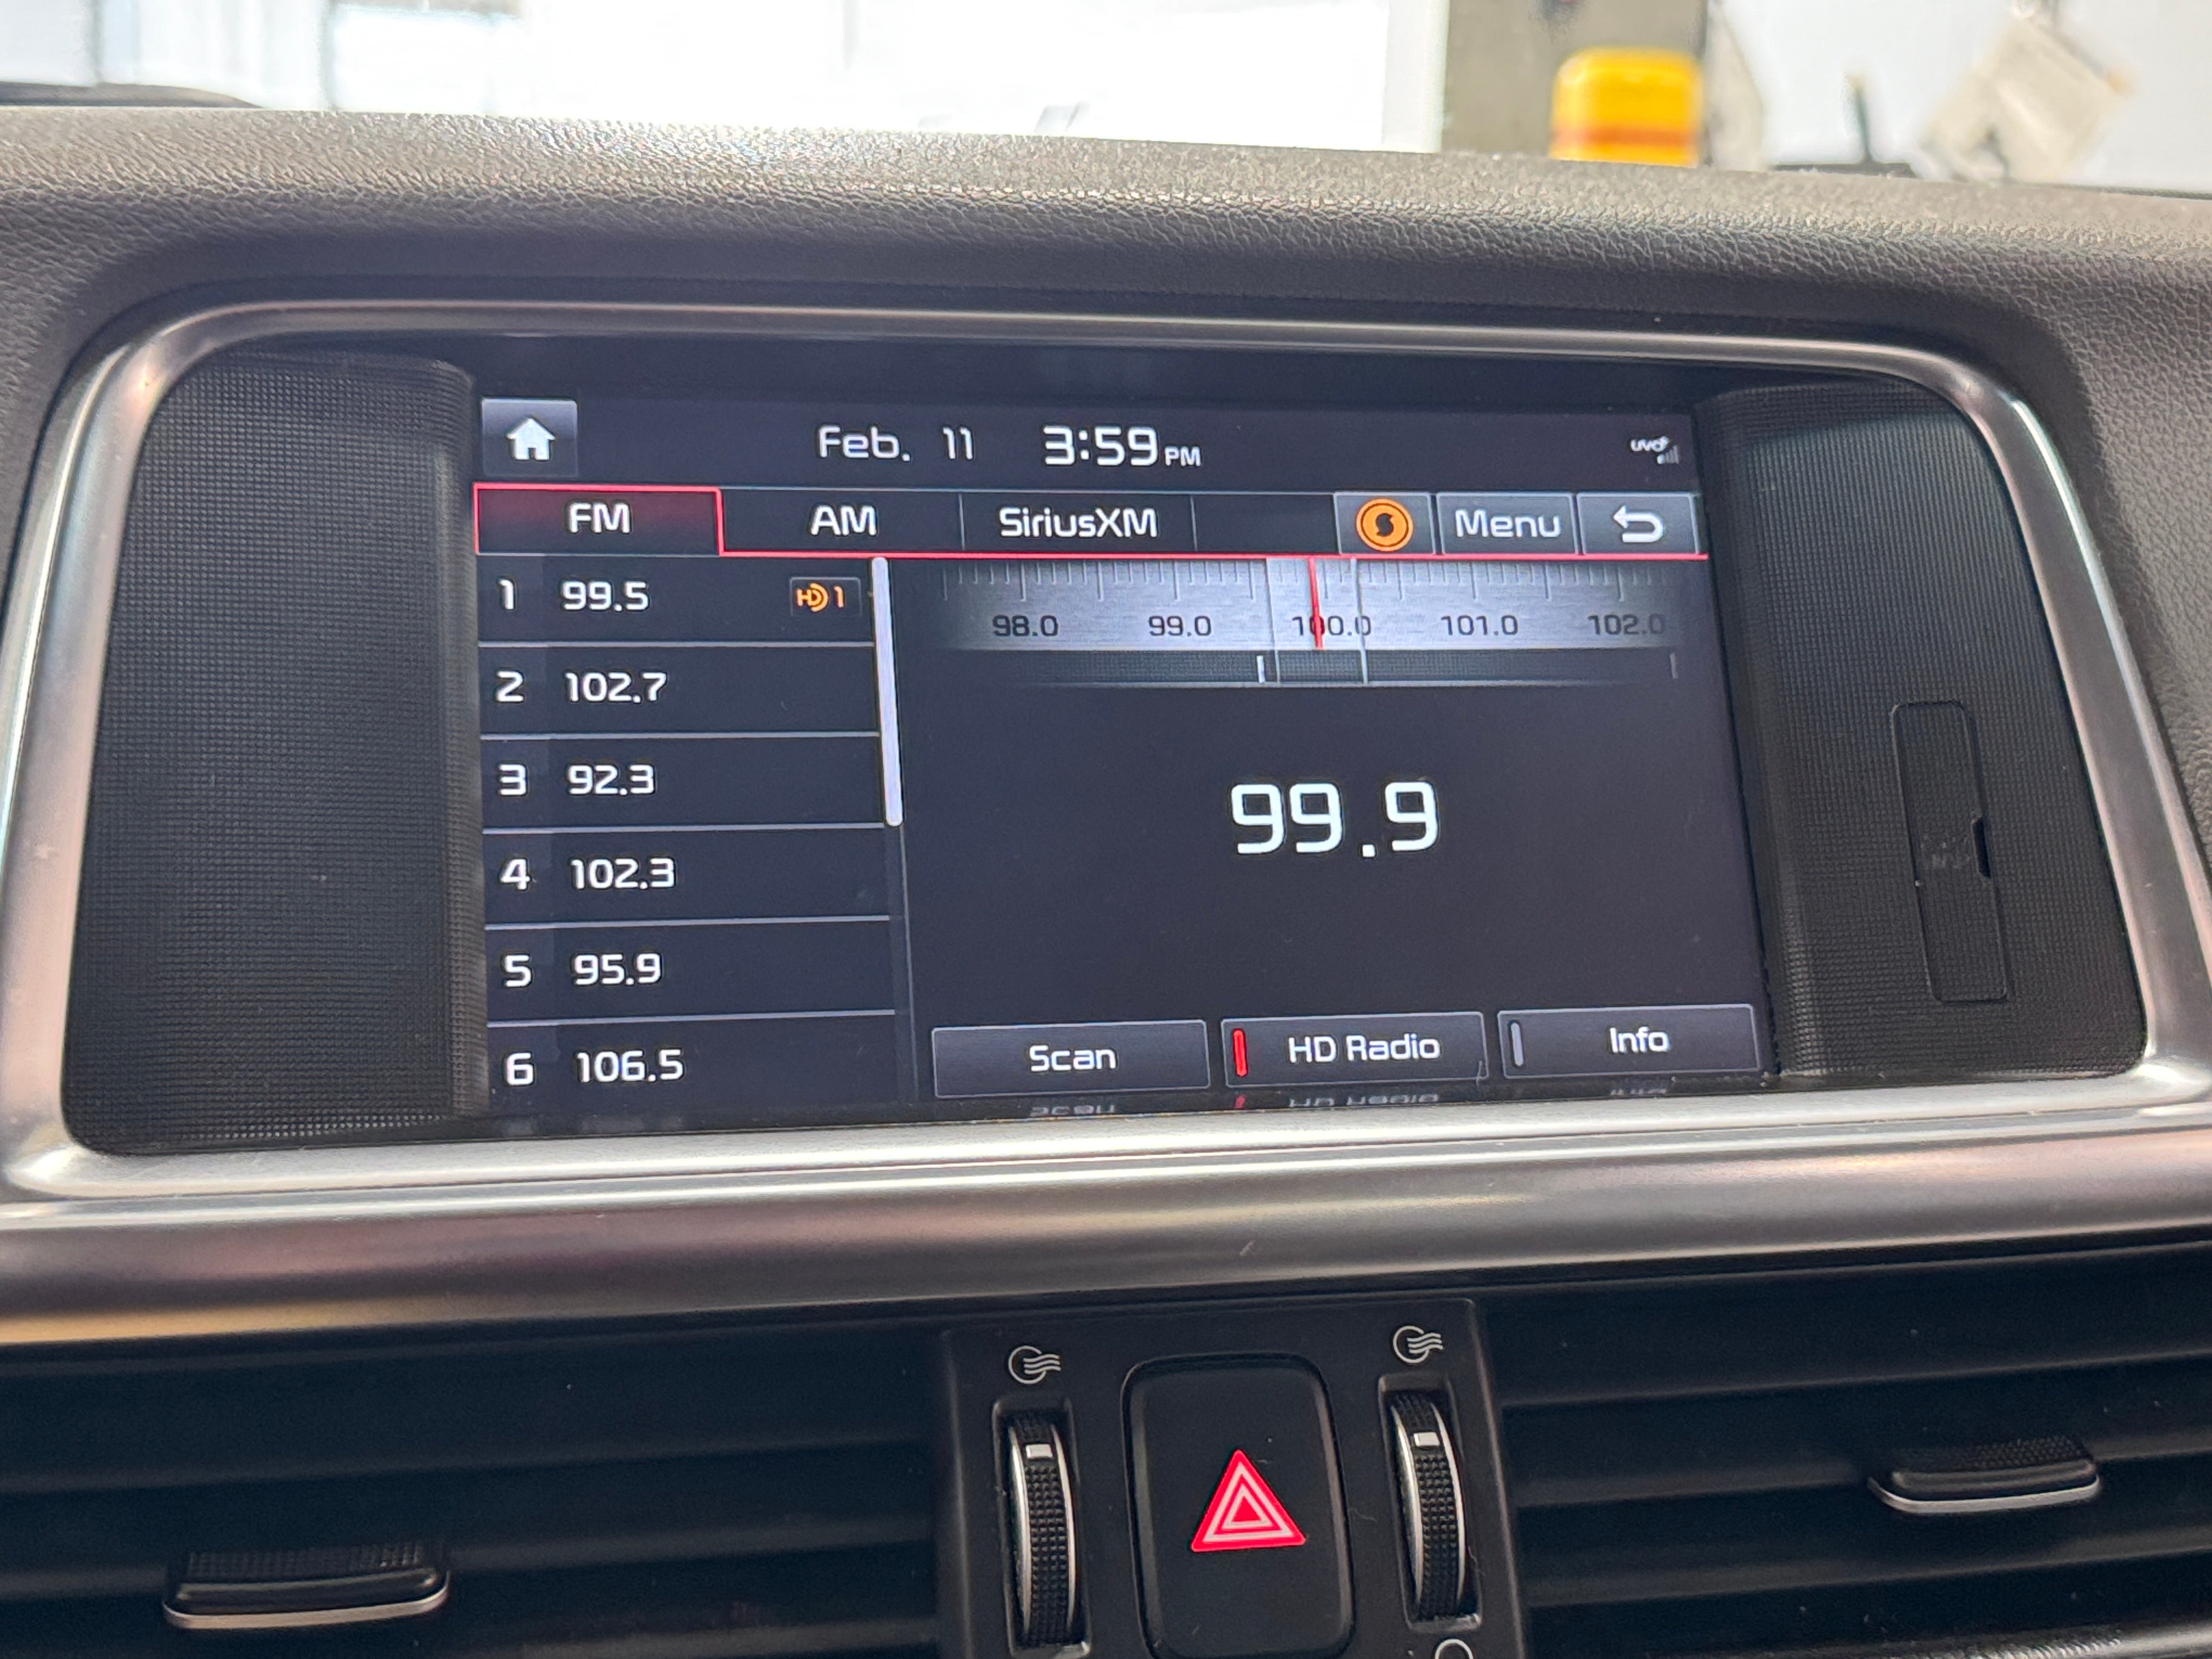 Feb. 11 3:59 PM
uvo
FM AM SiriusXM Menu
1 99.5 HD 1
2 102.7
3 92.3
4 102.3
5 95.9
6 106.5
98.0 99.0 100.0 101.0 102.0
99.9
Scan HD Radio Info